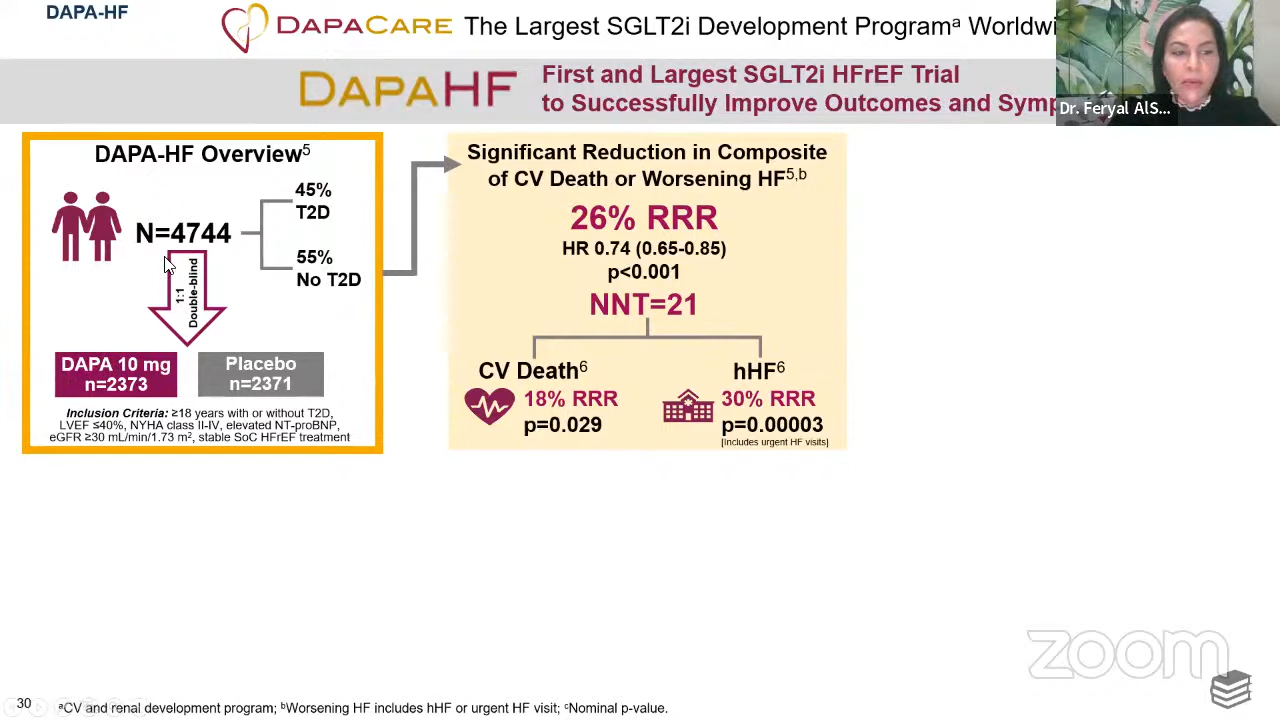 DAPA-HF
DAPACARE The Largest SGLT2i Development Programᵃ Worldwi
DAPAHF
First and Largest SGLT2i HFrEF Trial
to Successfully Improve Outcomes and Symp
Dr. Feryal AlS...
DAPA-HF Overview⁵
N=4744
45%
T2D
55%
No T2D
1:1
Double-blind
DAPA 10 mg
n=2373
Placebo
n=2371
Inclusion Criteria: ≥18 years with or without T2D,
LVEF ≤40%, NYHA class II-IV, elevated NT-proBNP,
eGFR ≥30 mL/min/1.73 m², stable SoC HFrEF treatment
Significant Reduction in Composite
of CV Death or Worsening HF⁵,ᵇ
26% RRR
HR 0.74 (0.65-0.85)
p<0.001
NNT=21
CV Death⁶
18% RRR
p=0.029
hHF⁶
30% RRR
p=0.00003
[Includes urgent HF visits]
zoom
30
ᵃCV and renal development program; ᵇWorsening HF includes hHF or urgent HF visit; ᶜNominal p-value.